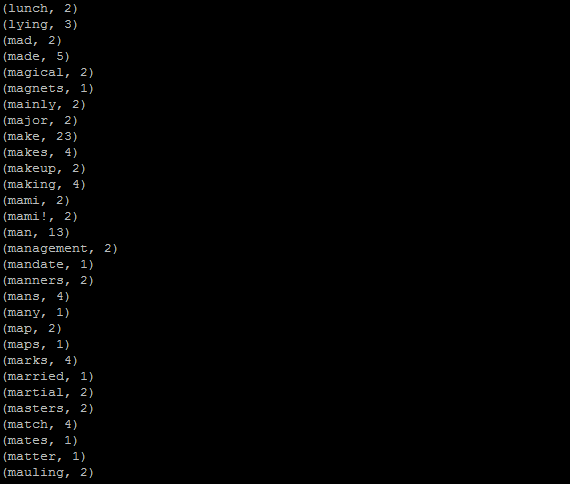 (lunch, 2)
(lying, 3)
(mad, 2)
(made, 5)
(magical, 2)
(magnets, 1)
(mainly, 2)
(major, 2)
(make, 23)
(makes, 4)
(makeup, 2)
(making, 4)
(mami, 2)
(mami!, 2)
(man, 13)
(management, 2)
(mandate, 1)
(manners, 2)
(mans, 4)
(many, 1)
(map, 2)
(maps, 1)
(marks, 4)
(married, 1)
(martial, 2)
(masters, 2)
(match, 4)
(mates, 1)
(matter, 1)
(mauling, 2)